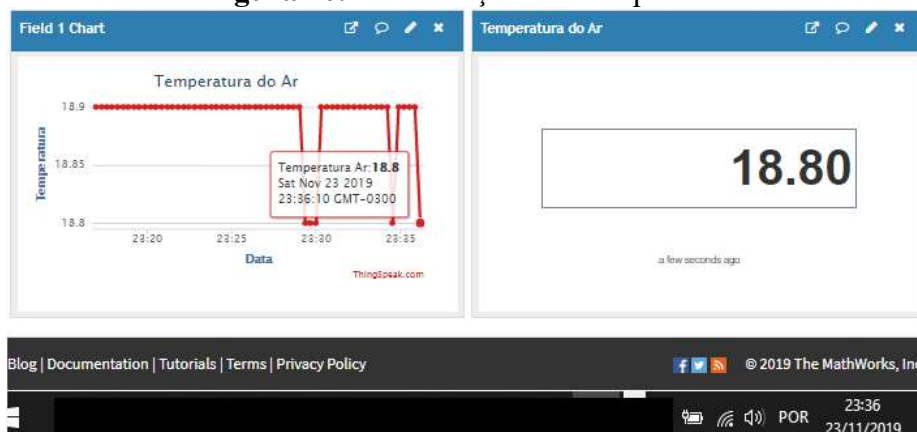 Field 1 Chart
Temperatura do Ar
Temperatura do Ar
18.9
18.85
18.8
Temperatura
Temperatura Ar:18.8
Sat Nov 23 2019
23:36:10 GMT-0300
23:20 23:25 23:30 23:35
Data
ThingSpeak.com
18.80
a few seconds ago
Blog | Documentation | Tutorials | Terms | Privacy Policy
© 2019 The MathWorks,
POR
23:36
23/11/2019